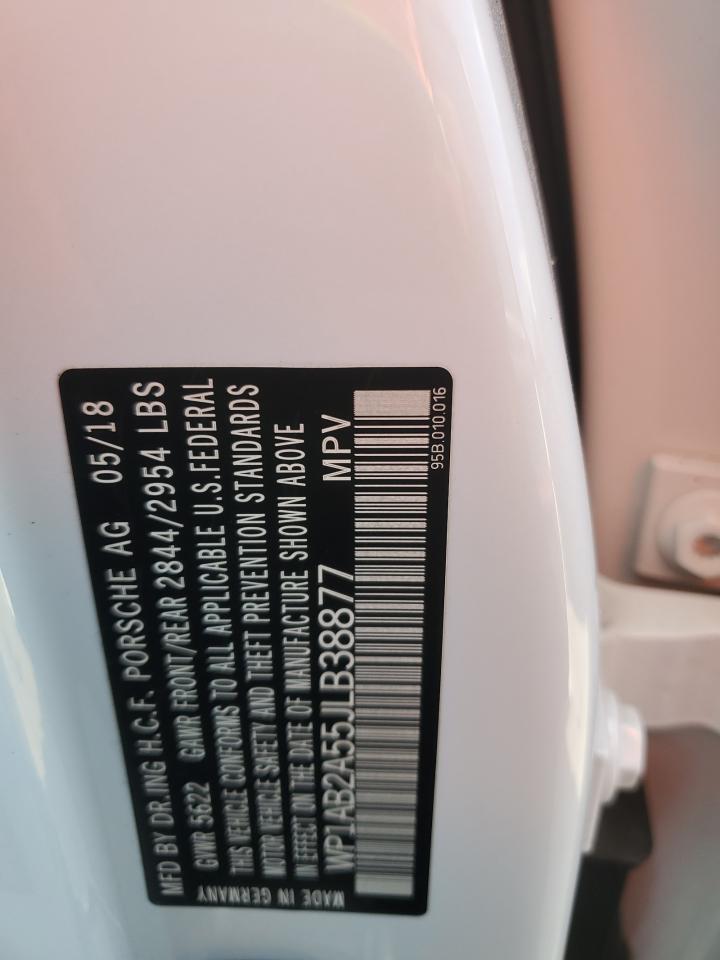 MFD BY DR.ING H.C.F. PORSCHE AG 05/18
GWR 5622 GAWR FRONT/REAR 2844/2954 LBS
THIS VEHICLE CONFORMS TO ALL APPLICABLE U.S.FEDERAL
MOTOR VEHICLE SAFETY AND THEFT PREVENTION STANDARDS
IN EFFECT ON THE DATE OF MANUFACTURE SHOWN ABOVE
WP1AB2A55JLB38877 MPV
MADE IN GERMANY
95B.010.016